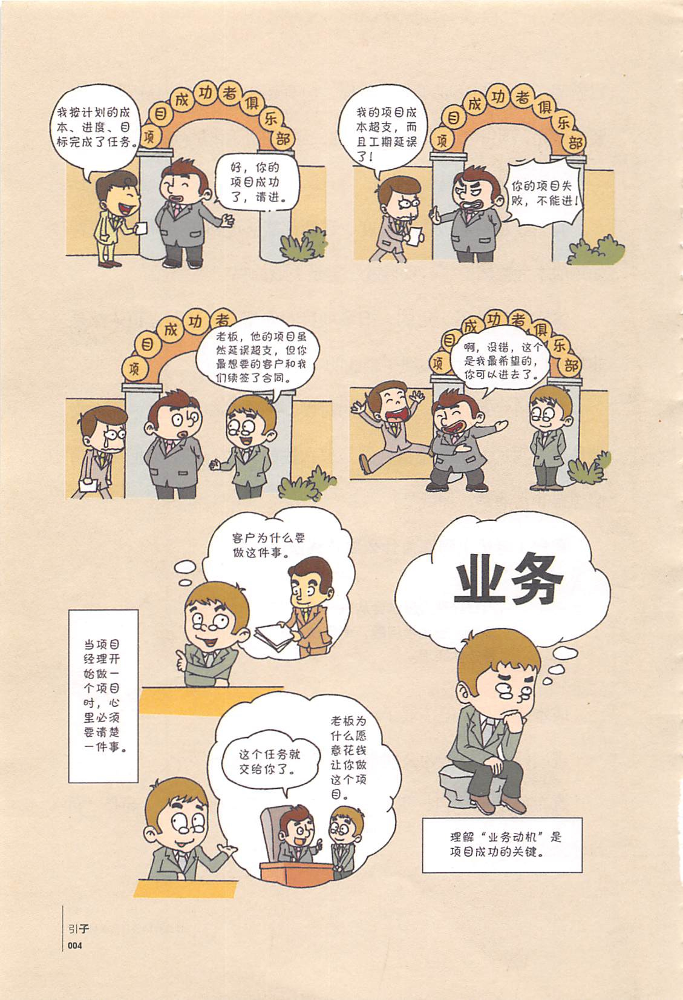 项目成功者俱乐部
我按计划的成
本、进度、目
标完成了任务。
好，你的
项目成功
了，请进。
项目成功者俱乐部
我的项目成
本超支，而
且工期延误
了！
你的项目失
败，不能进！
项目成功者
老板，他的项目虽
然延误超支，但你
最想要的客户和我
们续签了合同。
项目成功者俱乐部
啊，没错，这个
是我最希望的，
你可以进去了。
当项目
经理开
始做一
个项目
时，心
里必须
要清楚
一件事。
客户为什么要
做这件事。
这个任务就
交给你了。
老板为
什么愿
意花钱
让你做
这个项
目。
业务
理解“业务动机”是
项目成功的关键。
引子
004